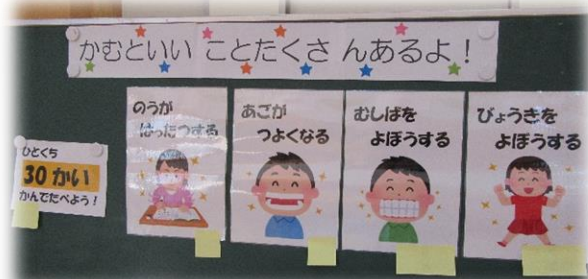 かむといい ことたくさんあるよ！
のうが
はったつする
あごが
つよくなる
むしばを
よぼうする
びょうきを
よぼうする
ひとくち
30かい
かんでたべよう！